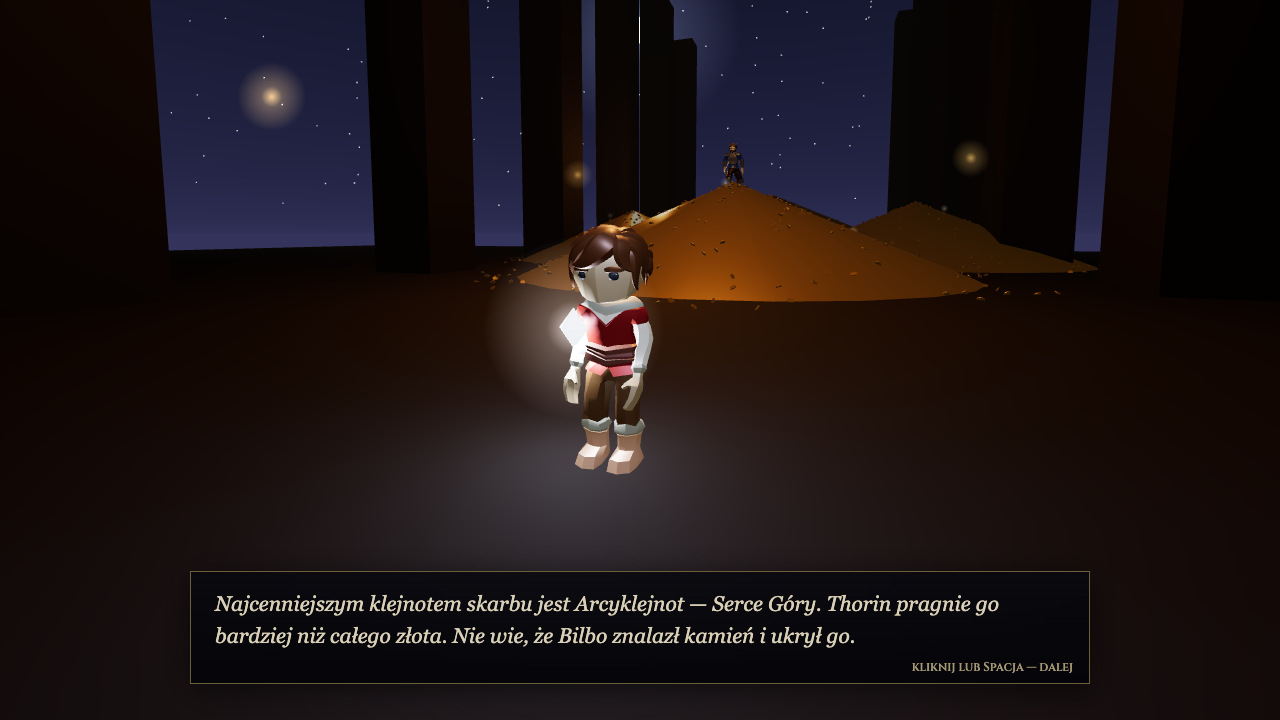 Najcenniejszym klejnotem skarbu jest Arcyklejnot — Serce Góry. Thorin pragnie go
bardziej niż całego złota. Nie wie, że Bilbo znalazł kamień i ukrył go.
KLIKNIJ LUB SPACJA — DALEJ